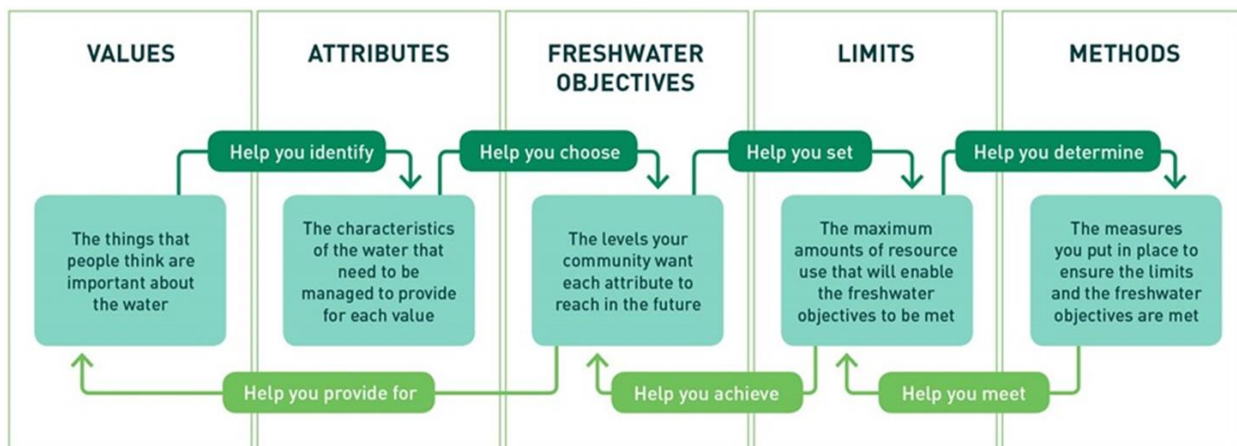 VALUES
ATTRIBUTES
FRESHWATER
OBJECTIVES
LIMITS
METHODS
Help you identify
Help you choose
Help you set
Help you determine
The things that
people think are
important about
the water
The characteristics
of the water that
need to be
managed to provide
for each value
The levels your
community want
each attribute to
reach in the future
The maximum
amounts of resource
use that will enable
the freshwater
objectives to be met
The measures
you put in place to
ensure the limits
and the freshwater
objectives are met
Help you provide for
Help you achieve
Help you meet